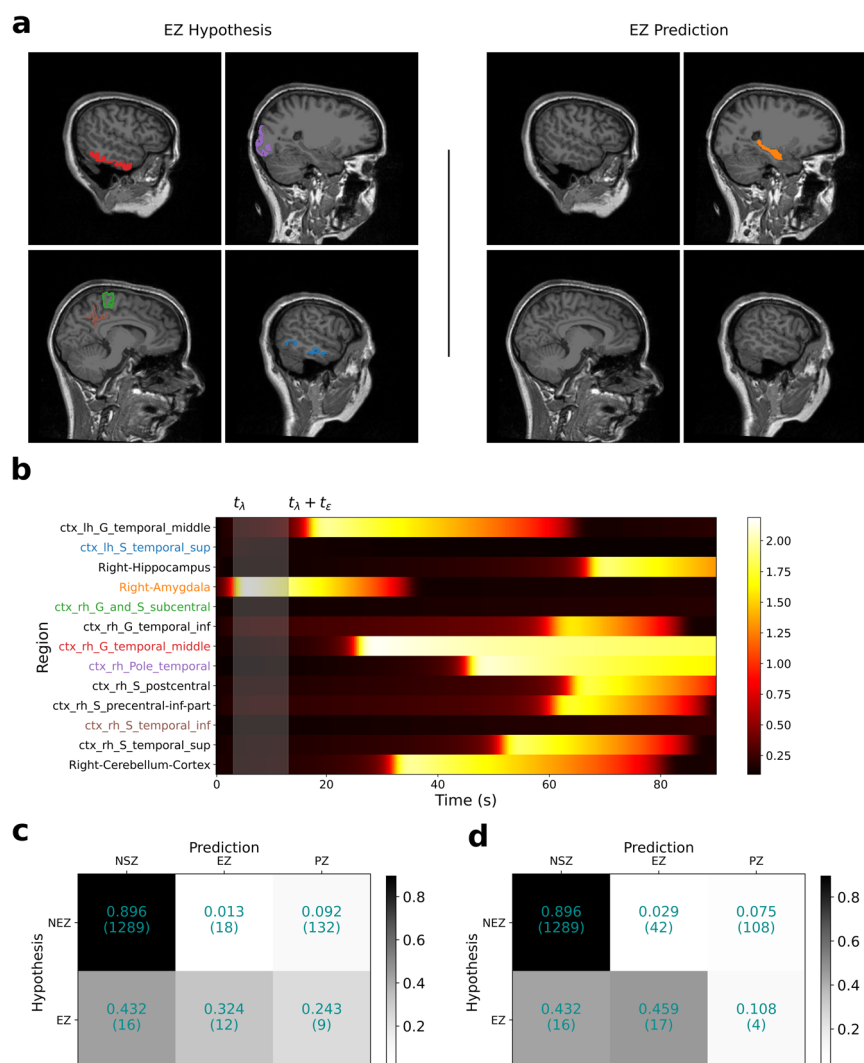 a
EZ Hypothesis
EZ Prediction
b
tλ
tλ + tε
ctx_lh_G_temporal_middle
ctx_lh_S_temporal_sup
Right-Hippocampus
Right-Amygdala
ctx_rh_G_and_S_subcentral
ctx_rh_G_temporal_inf
ctx_rh_G_temporal_middle
ctx_rh_Pole_temporal
ctx_rh_S_postcentral
ctx_rh_S_precentral-inf-part
ctx_rh_S_temporal_inf
ctx_rh_S_temporal_sup
Right-Cerebellum-Cortex
Region
0 20 40 60 80
Time (s)
2.00
1.75
1.50
1.25
1.00
0.75
0.50
0.25
c
Prediction
NSZ EZ PZ
Hypothesis
NEZ
0.896 0.013 0.092
(1289) (18) (132)
EZ
0.432 0.324 0.243
(16) (12) (9)
0.8
0.6
0.4
0.2
d
Prediction
NSZ EZ PZ
Hypothesis
NEZ
0.896 0.029 0.075
(1289) (42) (108)
EZ
0.432 0.459 0.108
(16) (17) (4)
0.8
0.6
0.4
0.2